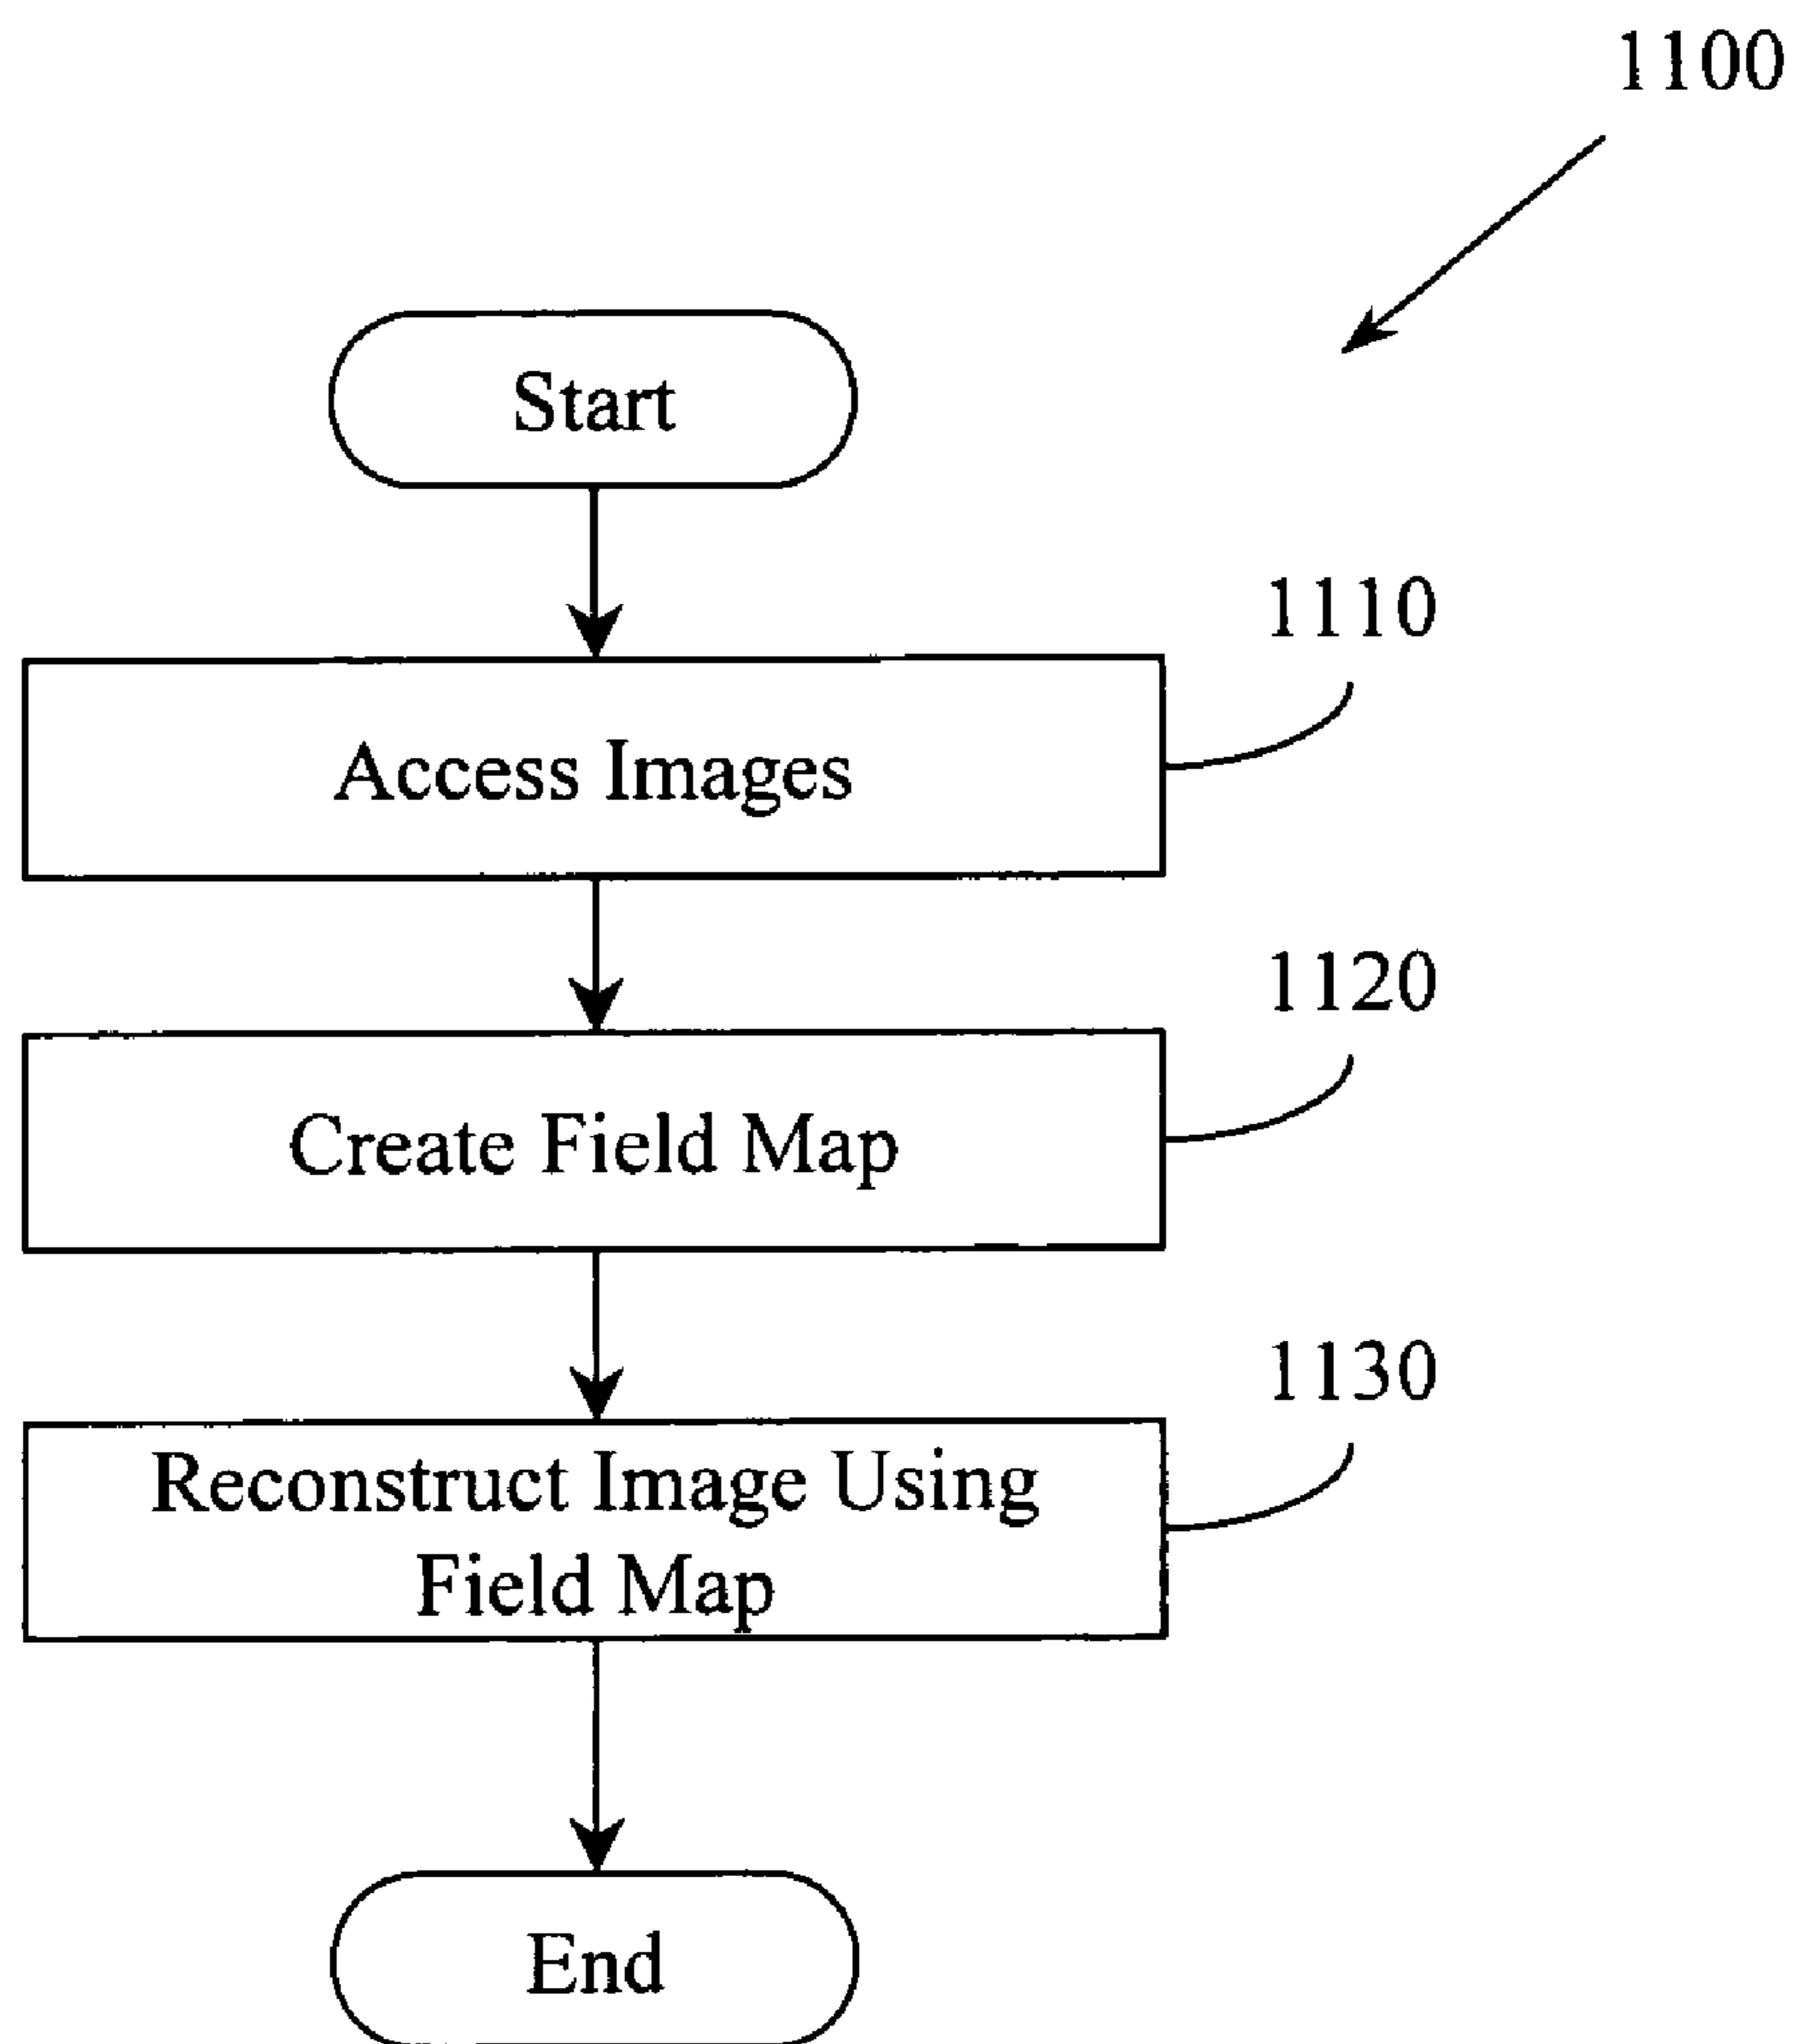 1100
Start
1110
Access Images
1120
Create Field Map
1130
Reconstruct Image Using
Field Map
End